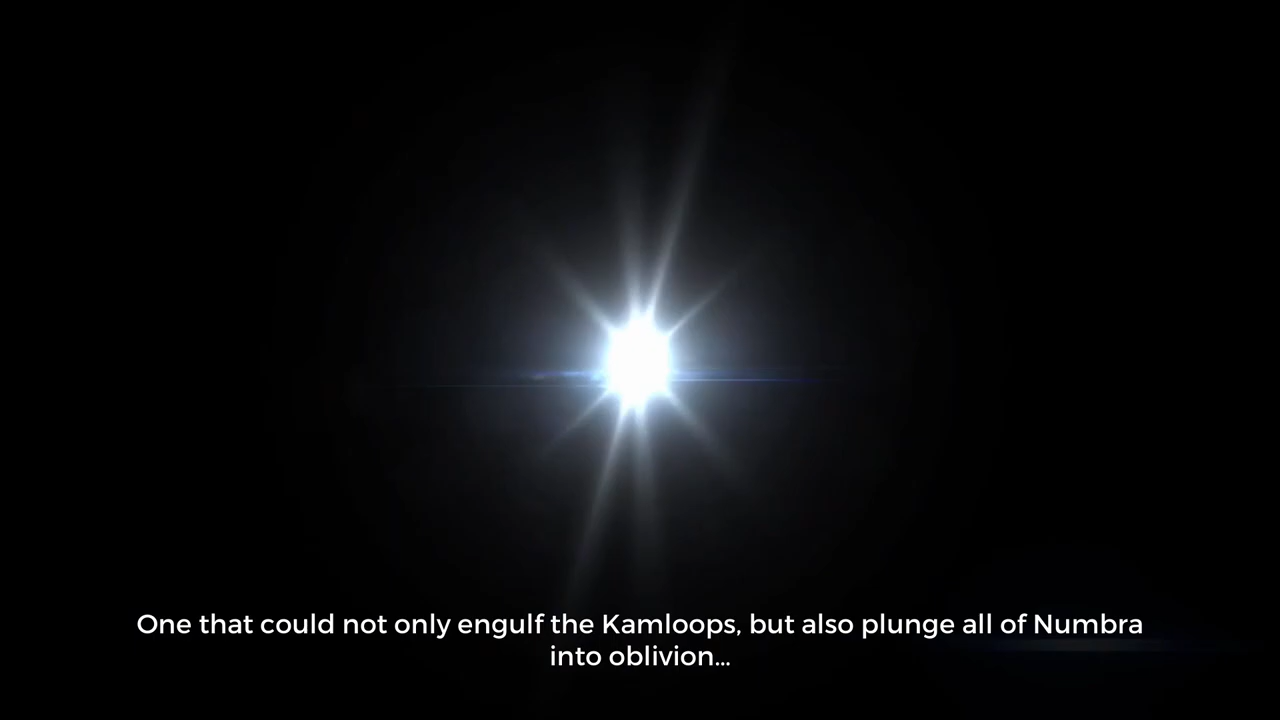 One that could not only engulf the Kamloops, but also plunge all of Numbra
into oblivion...